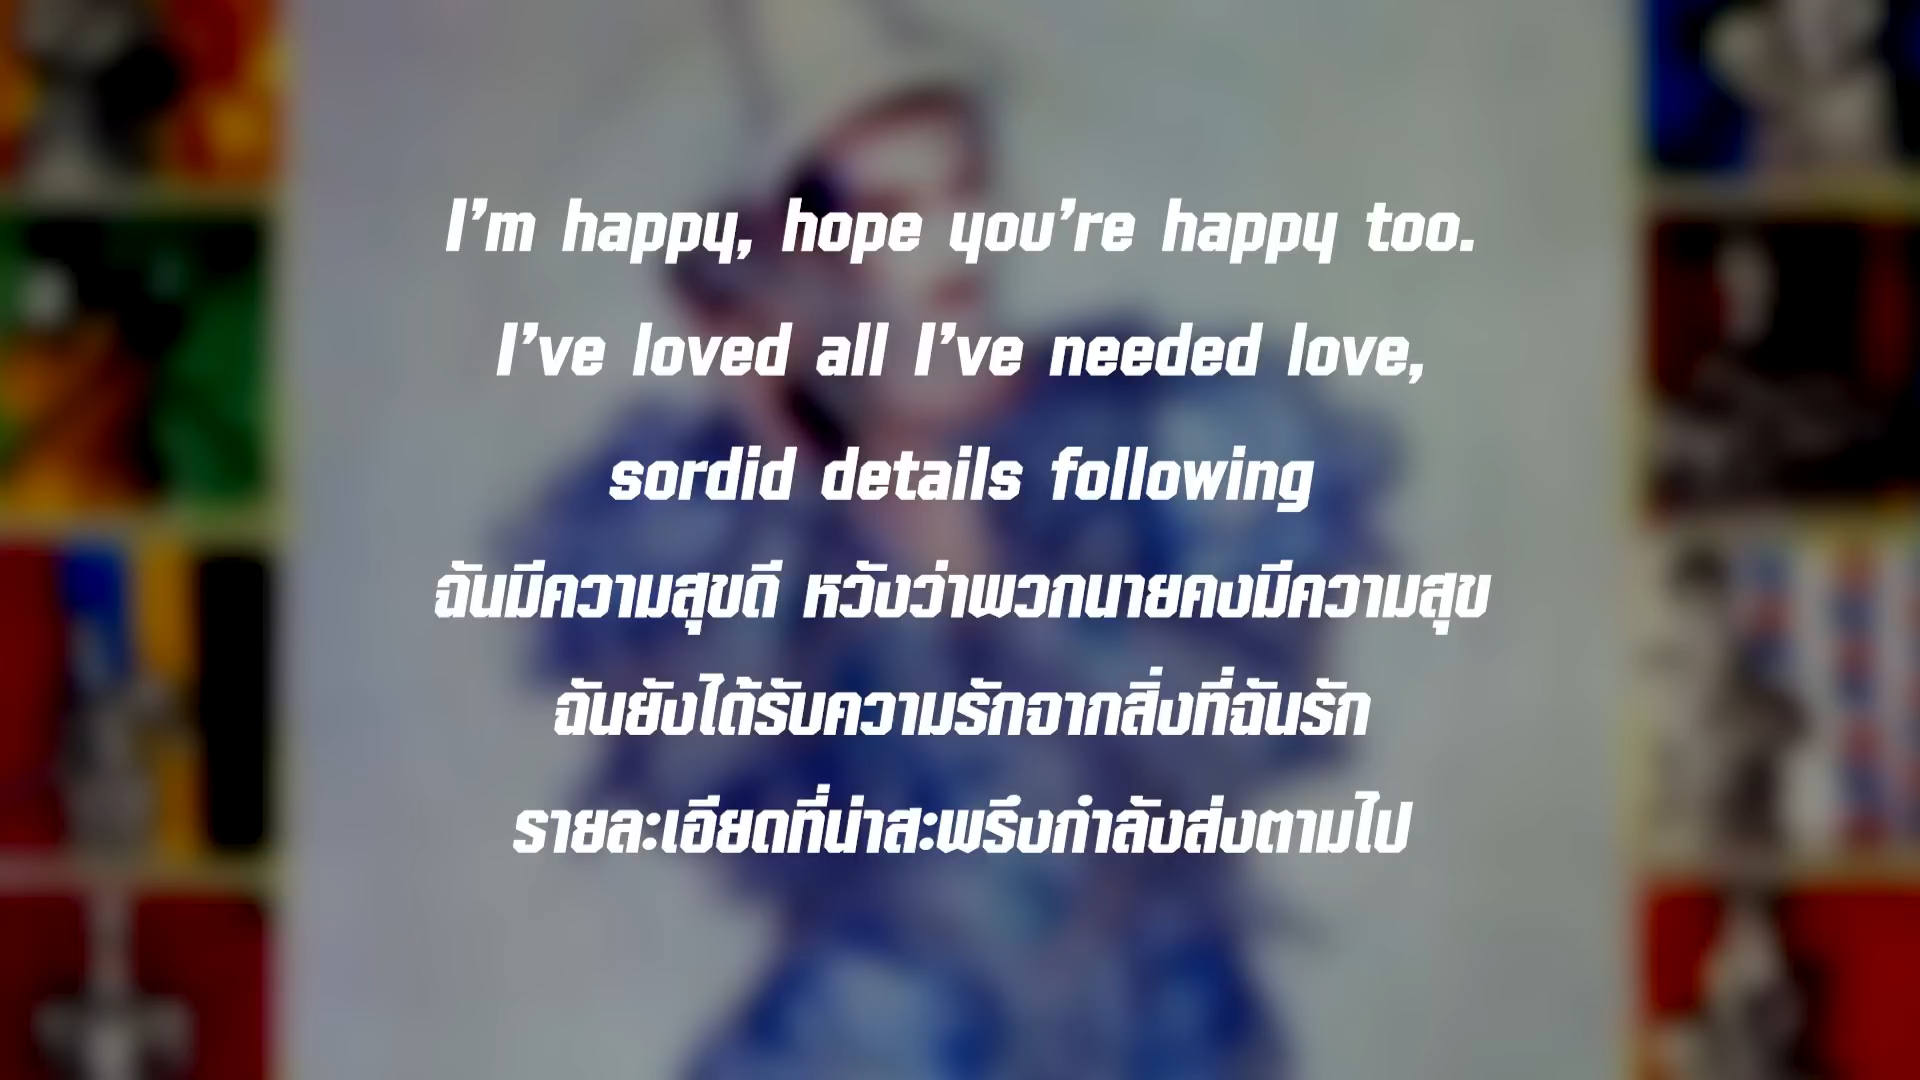 I'm happy, hope you're happy too.
I've loved all I've needed love,
sordid details following
ฉันมีความสุขดี หวังว่าพวกนายคงมีความสุข
ฉันยังได้รับความรักจากสิ่งที่ฉันรัก
รายละเอียดที่น่าสะพรึงกำลังส่งตามไป